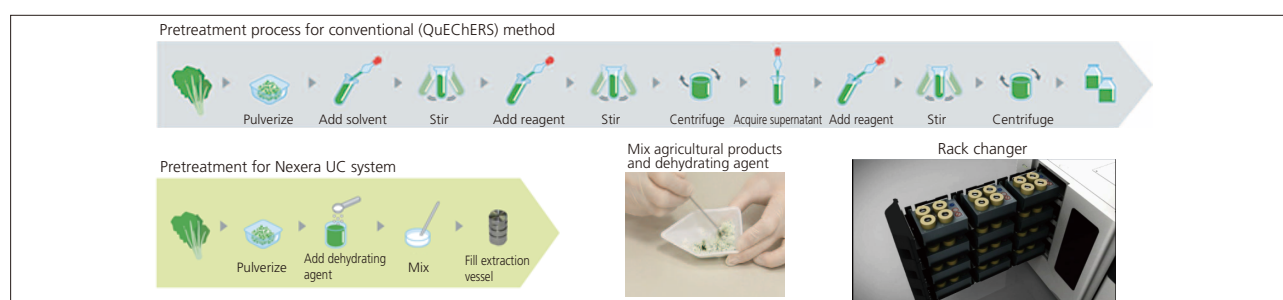 Pretreatment process for conventional (QuEChERS) method
Pulverize
Add solvent
Stir
Add reagent
Stir
Centrifuge
Acquire supernatant
Add reagent
Stir
Centrifuge
Pretreatment for Nexera UC system
Pulverize
Add dehydrating
agent
Mix
Fill extraction
vessel
Mix agricultural products
and dehydrating agent
Rack changer